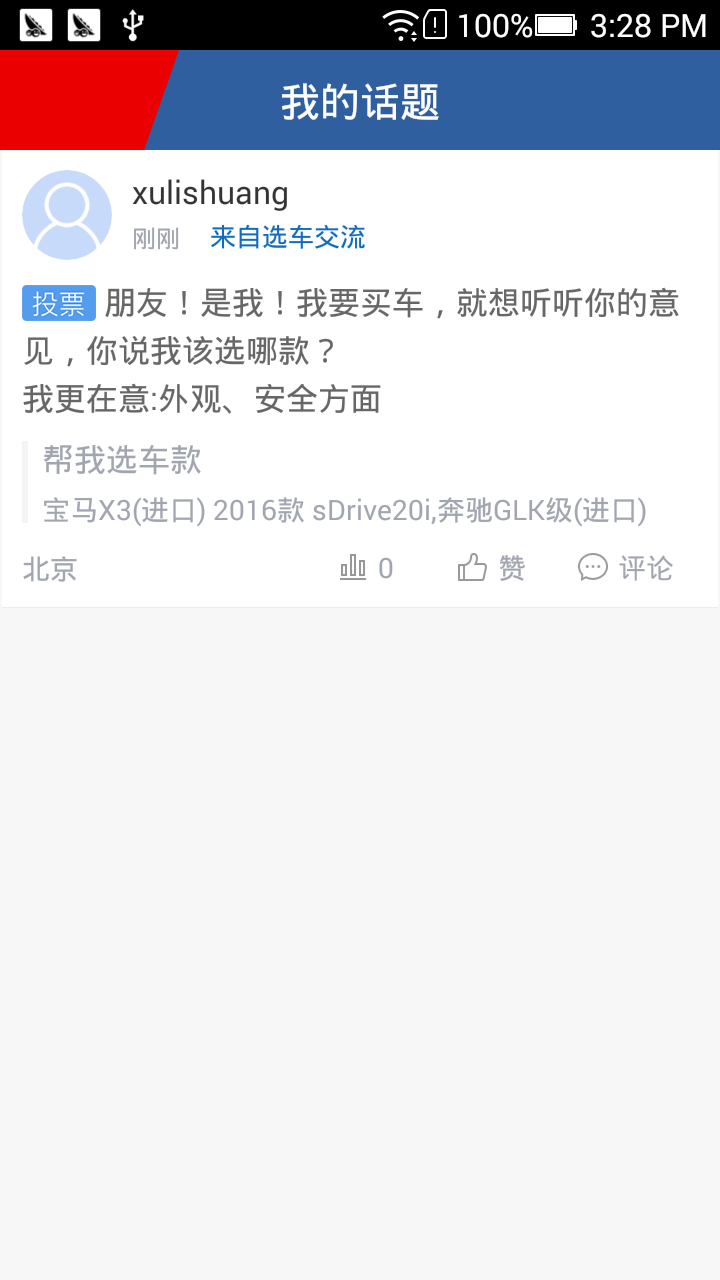 100% 3:28 PM
我的话题
xulishuang
刚刚 来自选车交流
投票 朋友！是我！我要买车，就想听听你的意
见，你说我该选哪款？
我更在意:外观、安全方面
帮我选车款
宝马X3(进口) 2016款 sDrive20i,奔驰GLK级(进口)
北京 0 赞 评论